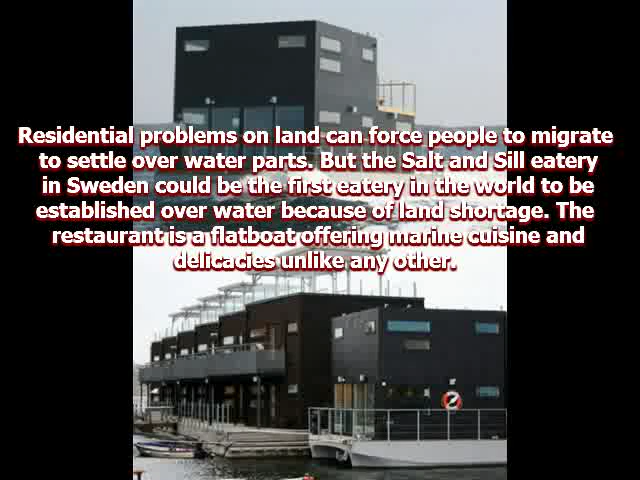 Residential problems on land can force people to migrate
to settle over water parts. But the Salt and Sill eatery
in Sweden could be the first eatery in the world to be
established over water because of land shortage. The
restaurant is a flatboat offering marine cuisine and
delicacies unlike any other.